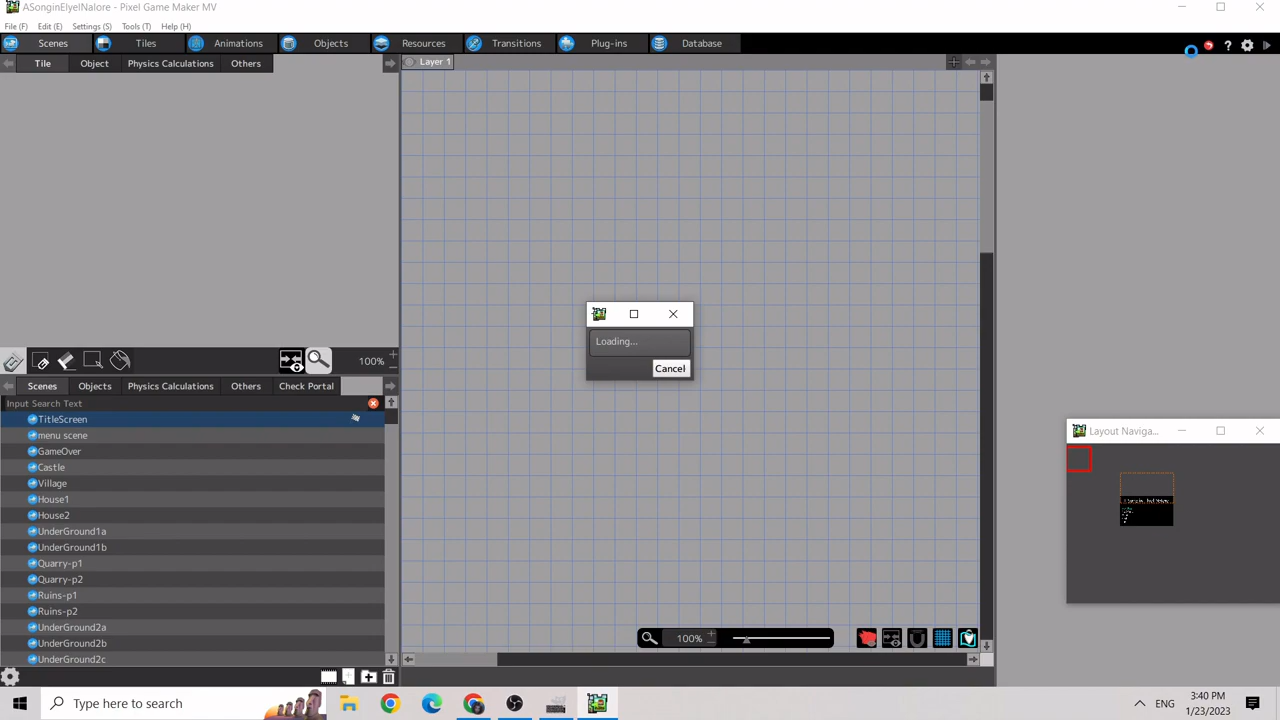 ASonginElyelNalore - Pixel Game Maker MV
File (F) Edit (E) Settings (S) Tools (T) Help (H)
Scenes Tiles Animations Objects Resources Transitions Plug-ins Database
Tile Object Physics Calculations Others
Layer 1
Loading...
Cancel
100%
Scenes Objects Physics Calculations Others Check Portal
Input Search Text
TitleScreen
menu scene
GameOver
Castle
Village
House1
House2
UnderGround1a
UnderGround1b
Quarry-p1
Quarry-p2
Ruins-p1
Ruins-p2
UnderGround2a
UnderGround2b
UnderGround2c
100%
Layout Naviga...
Type here to search
ENG
3:40 PM
1/23/2023